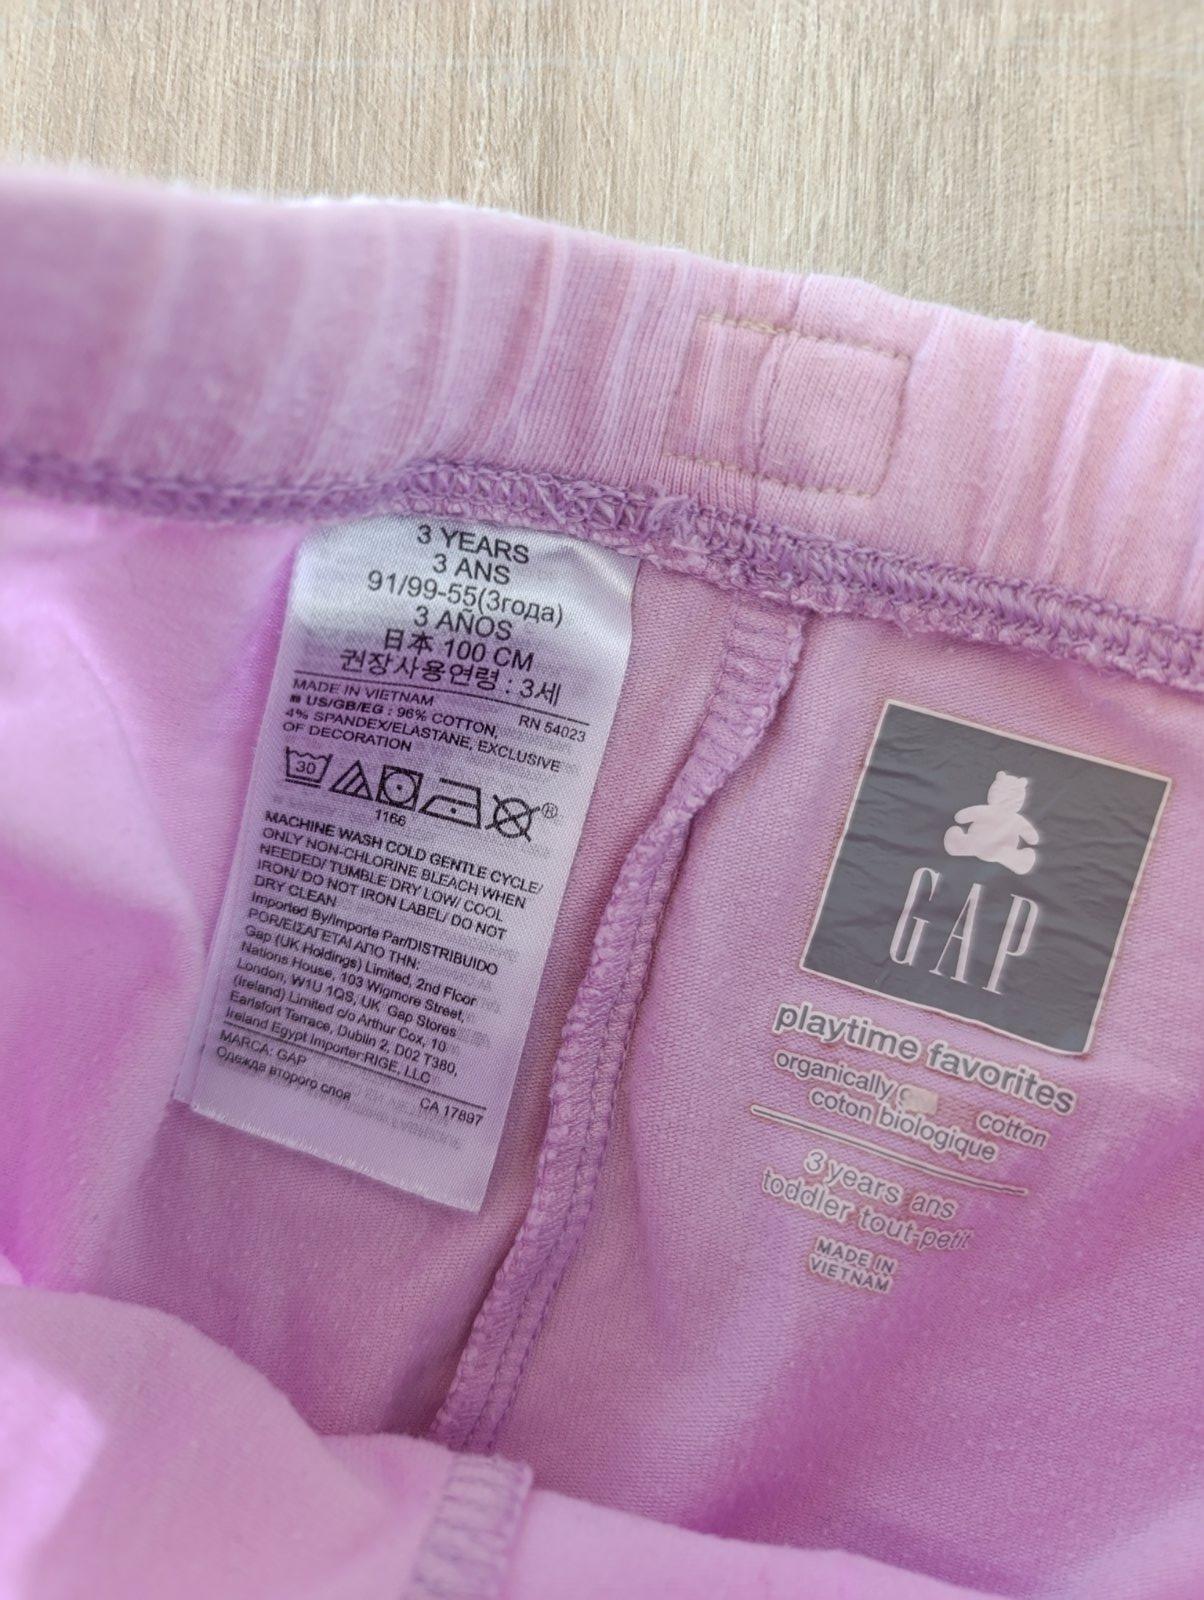 3 YEARS
3 ANS
91/99-55(3года)
3 AÑOS
日本 100 CM
권장사용연령 : 3세
MADE IN VIETNAM
RN 54023
US/GB/EG : 96% COTTON,
4% SPANDEX/ELASTANE, EXCLUSIVE
OF DECORATION
30
1166
MACHINE WASH COLD GENTLE CYCLE/
ONLY NON-CHLORINE BLEACH WHEN
NEEDED/ TUMBLE DRY LOW/ COOL
IRON/ DO NOT IRON LABEL/ DO NOT
DRY CLEAN
Imported By/Importe Par/DISTRIBUIDO
POR/ΕΙΣΑΓΕΤΑΙ ΑΠΟ ΤΗΝ:
Gap (UK Holdings) Limited, 2nd Floor
Nations House, 103 Wigmore Street,
London, W1U 1QS, UK Gap Stores
(Ireland) Limited c/o Arthur Cox, 10
Earlsfort Terrace, Dublin 2, D02 T380,
Ireland Egypt Importer:RIGE, LLC
MARCA: GAP
CA 17897
Одежда второго слоя
GAP
playtime favorites
organically cotton
coton biologique
3 years ans
toddler tout-petit
MADE IN
VIETNAM